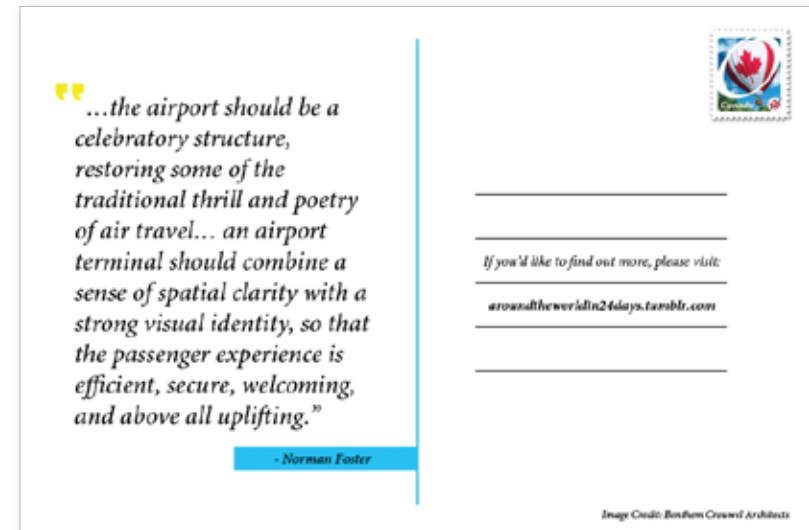 "...the airport should be a
celebratory structure,
restoring some of the
traditional thrill and poetry
of air travel... an airport
terminal should combine a
sense of spatial clarity with a
strong visual identity, so that
the passenger experience is
efficient, secure, welcoming,
and above all uplifting."
- Norman Foster
Canada
If you'd like to find out more, please visit:
aroundtheworldin24days.tumblr.com
Image Credit: Benthem Crouwel Architects